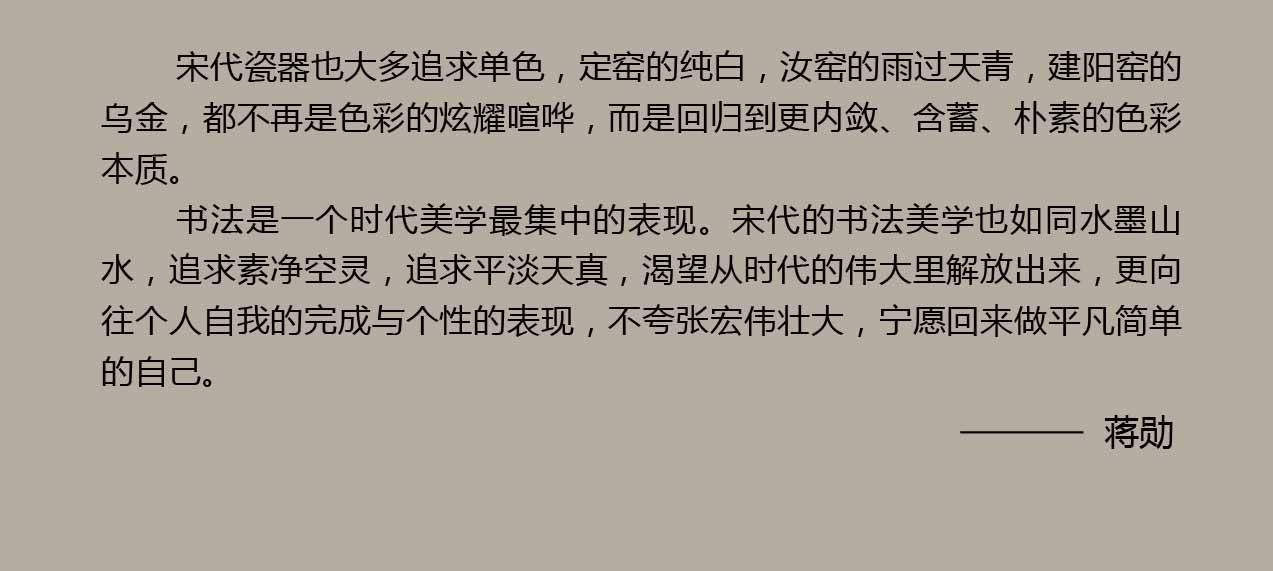 宋代瓷器也大多追求单色，定窑的纯白，汝窑的雨过天青，建阳窑的
乌金，都不再是色彩的炫耀喧哗，而是回归到更内敛、含蓄、朴素的色彩
本质。
书法是一个时代美学最集中的表现。宋代的书法美学也如同水墨山
水，追求素净空灵，追求平淡天真，渴望从时代的伟大里解放出来，更向
往个人自我的完成与个性的表现，不夸张宏伟壮大，宁愿回来做平凡简单
的自己。
——— 蒋勋